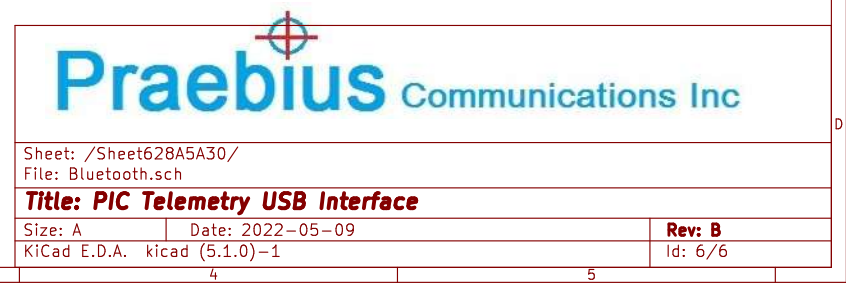 Praebius Communications Inc
D
Sheet: /Sheet628A5A30/
File: Bluetooth.sch
Title: PIC Telemetry USB Interface
Size: A Date: 2022-05-09 Rev: B
KiCad E.D.A. kicad (5.1.0)-1 Id: 6/6
4 5